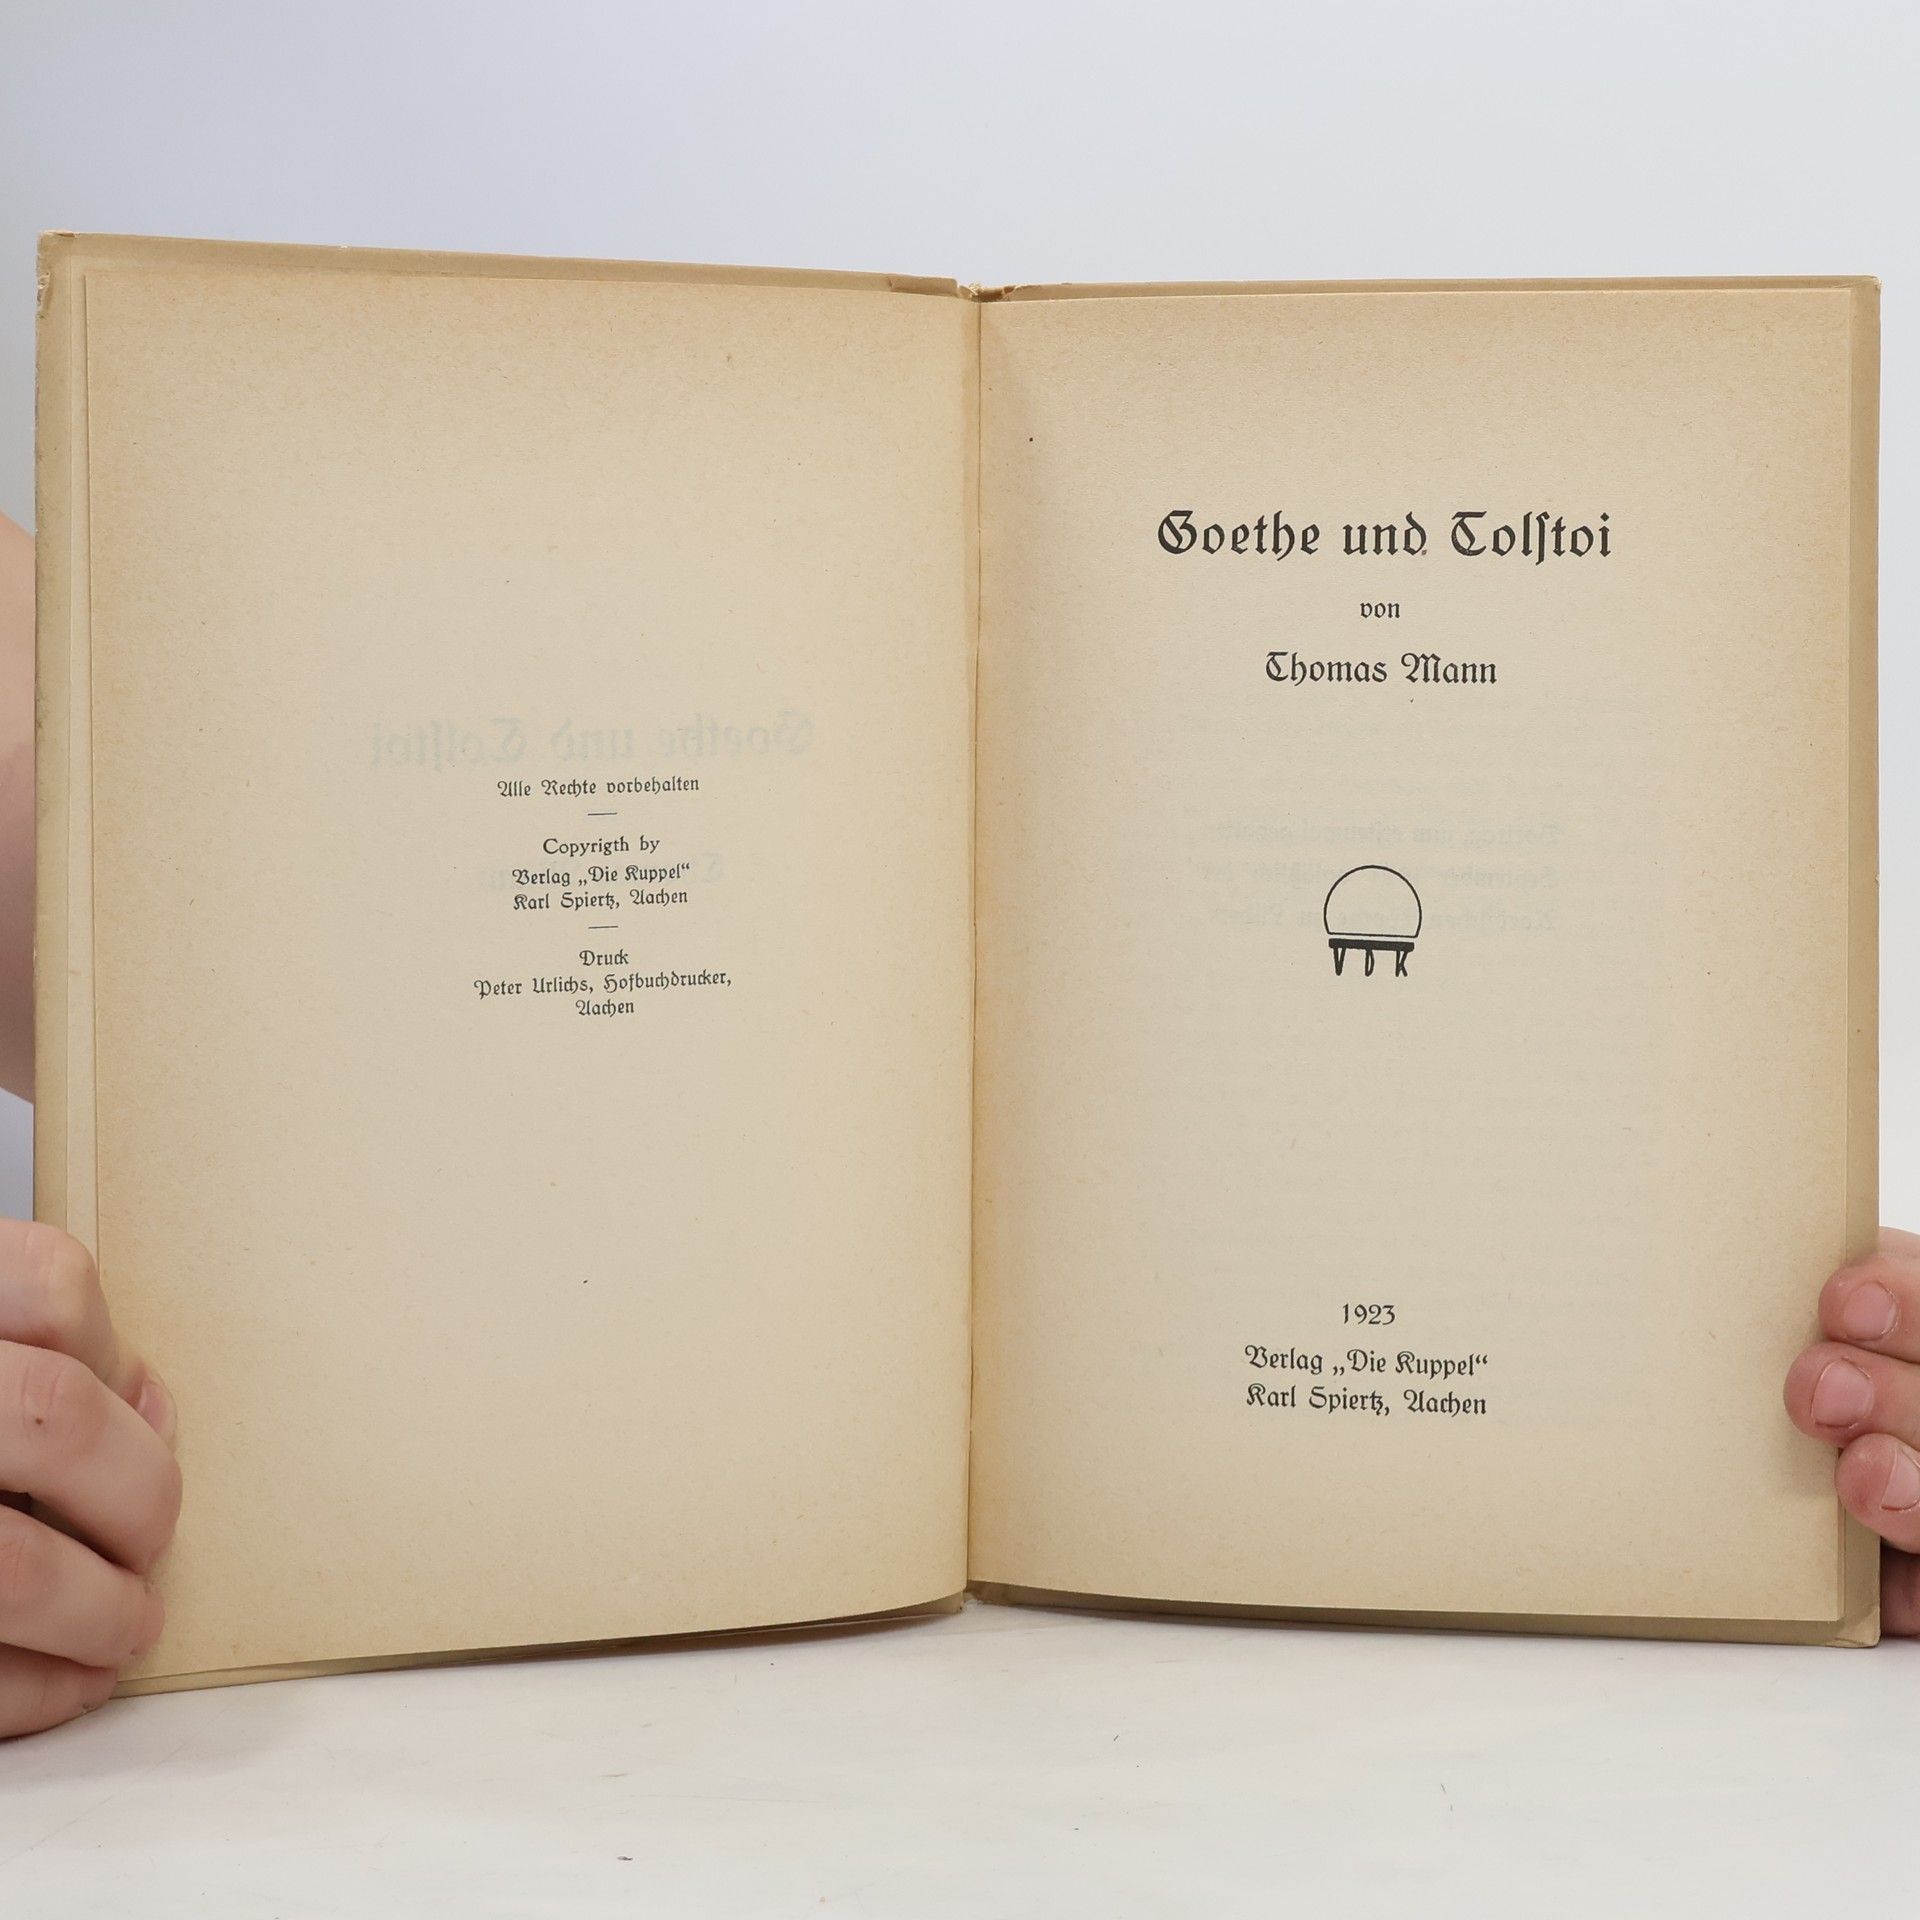 Alle Rechte vorbehalten
Copyrigth by
Verlag „Die Kuppel“
Karl Spiertz, Aachen
Druck
Peter Urlichs, Hofbuchdrucker,
Aachen
Goethe und Tolſtoi
von
Thomas Mann
VDK
1923
Verlag „Die Kuppel“
Karl Spiertz, Aachen